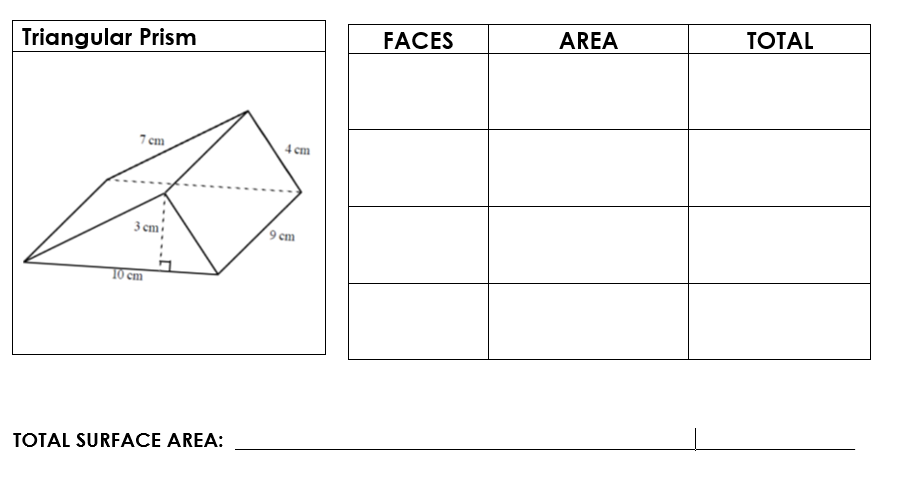 Triangular Prism
7 cm
4 cm
3 cm
9 cm
10 cm
FACES AREA TOTAL
TOTAL SURFACE AREA: